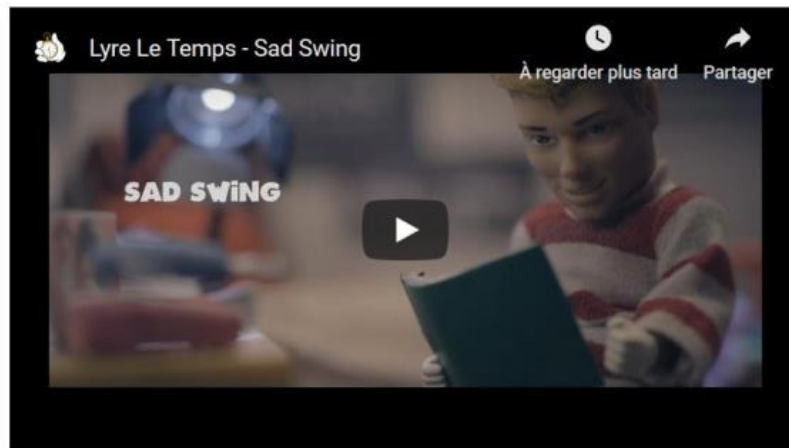 Lyre Le Temps - Sad Swing
À regarder plus tard
Partager
SAD SWiNG